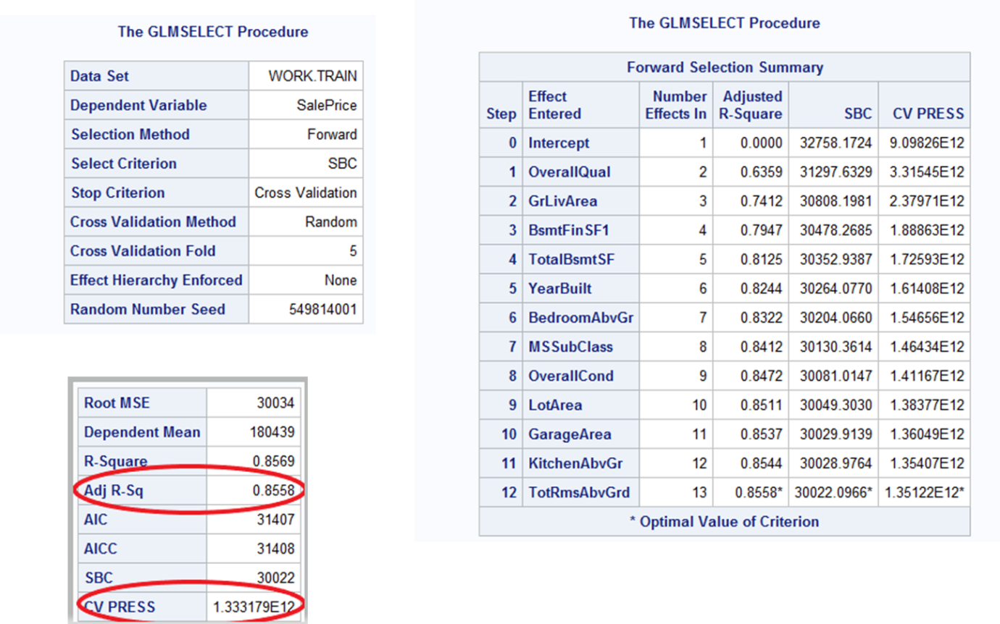 The GLMSELECT Procedure
Data Set WORK.TRAIN
Dependent Variable SalePrice
Selection Method Forward
Select Criterion SBC
Stop Criterion Cross Validation
Cross Validation Method Random
Cross Validation Fold 5
Effect Hierarchy Enforced None
Random Number Seed 549814001
Root MSE 30034
Dependent Mean 180439
R-Square 0.8569
Adj R-Sq 0.8558
AIC 31407
AICC 31408
SBC 30022
CV PRESS 1.333179E12
The GLMSELECT Procedure
Forward Selection Summary
Effect Number Adjusted
Step Entered Effects In R-Square SBC CV PRESS
0 Intercept 1 0.0000 32758.1724 9.09826E12
1 OverallQual 2 0.6359 31297.6329 3.31545E12
2 GrLivArea 3 0.7412 30808.1981 2.37971E12
3 BsmtFinSF1 4 0.7947 30478.2685 1.88863E12
4 TotalBsmtSF 5 0.8125 30352.9387 1.72593E12
5 YearBuilt 6 0.8244 30264.0770 1.61408E12
6 BedroomAbvGr 7 0.8322 30204.0660 1.54656E12
7 MSSubClass 8 0.8412 30130.3614 1.46434E12
8 OverallCond 9 0.8472 30081.0147 1.41167E12
9 LotArea 10 0.8511 30049.3030 1.38377E12
10 GarageArea 11 0.8537 30029.9139 1.36049E12
11 KitchenAbvGr 12 0.8544 30028.9764 1.35407E12
12 TotRmsAbvGrd 13 0.8558* 30022.0966* 1.35122E12*
* Optimal Value of Criterion